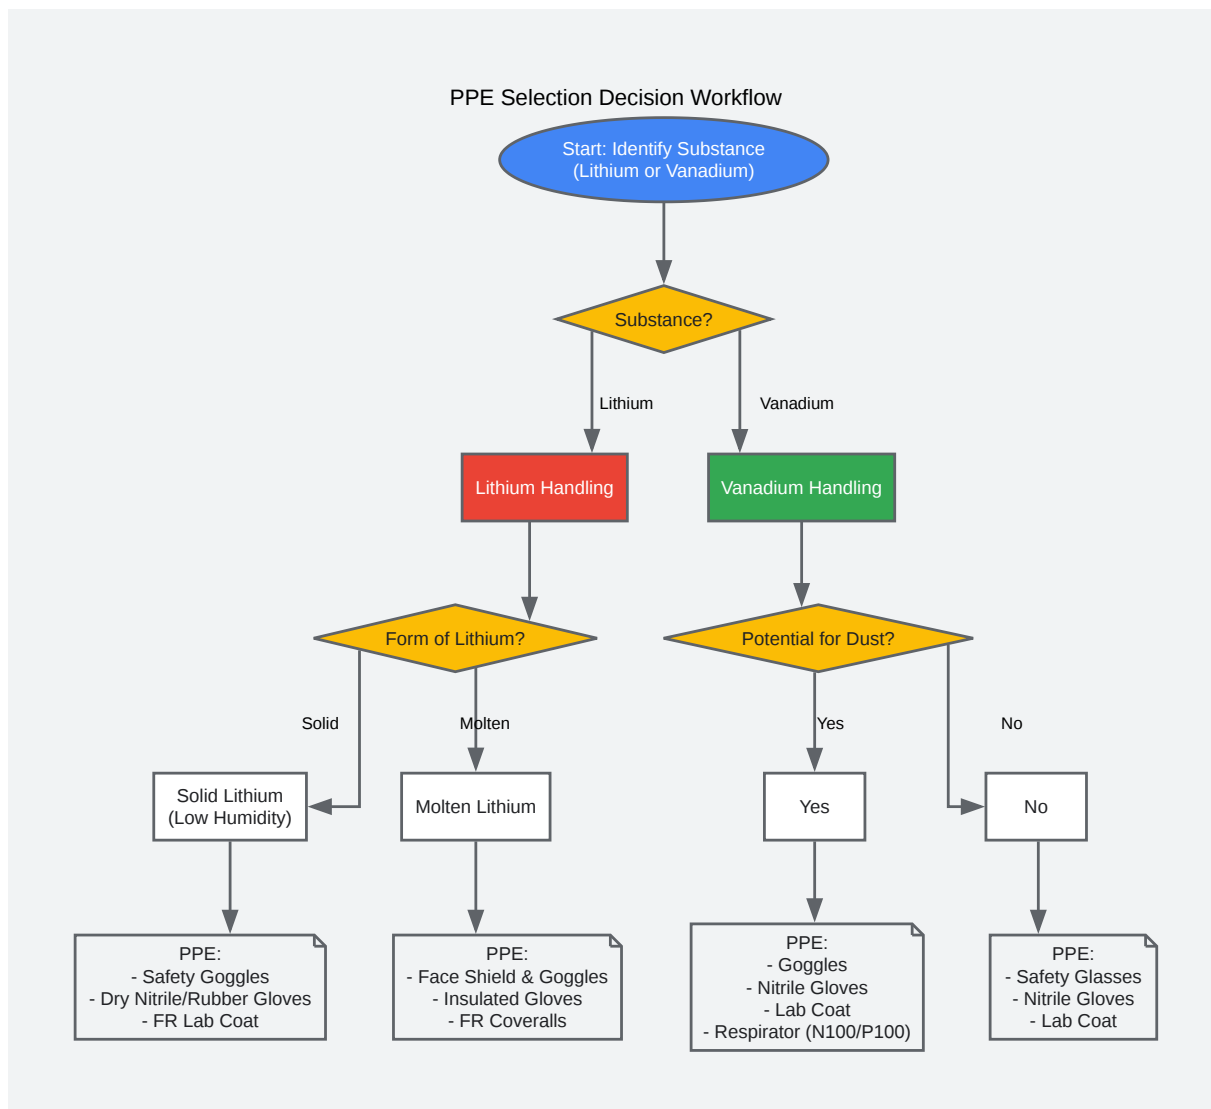 PPE Selection Decision Workflow
Start: Identify Substance
(Lithium or Vanadium)
Substance?
Lithium
Vanadium
Lithium Handling
Vanadium Handling
Form of Lithium?
Potential for Dust?
Solid
Molten
Yes
No
Solid Lithium
(Low Humidity)
Molten Lithium
Yes
No
PPE:
- Safety Goggles
- Dry Nitrile/Rubber Gloves
- FR Lab Coat
PPE:
- Face Shield & Goggles
- Insulated Gloves
- FR Coveralls
PPE:
- Goggles
- Nitrile Gloves
- Lab Coat
- Respirator (N100/P100)
PPE:
- Safety Glasses
- Nitrile Gloves
- Lab Coat